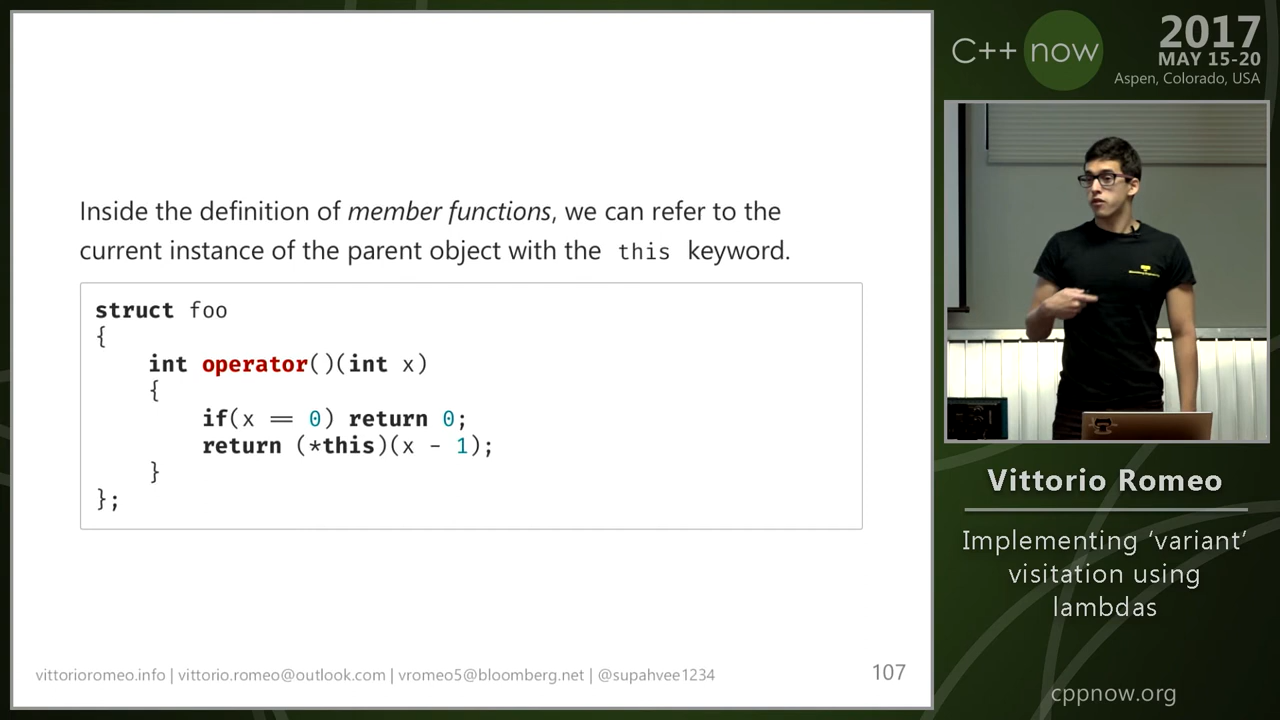 Inside the definition of member functions, we can refer to the
current instance of the parent object with the this keyword.
struct foo
{
    int operator()(int x)
    {
        if(x == 0) return 0;
        return (*this)(x - 1);
    }
};
vittorioromeo.info | vittorio.romeo@outlook.com | vromeo5@bloomberg.net | @supahvee1234
107
C++ now
2017
MAY 15-20
Aspen, Colorado, USA
Vittorio Romeo
Implementing ‘variant’
visitation using
lambdas
cppnow.org